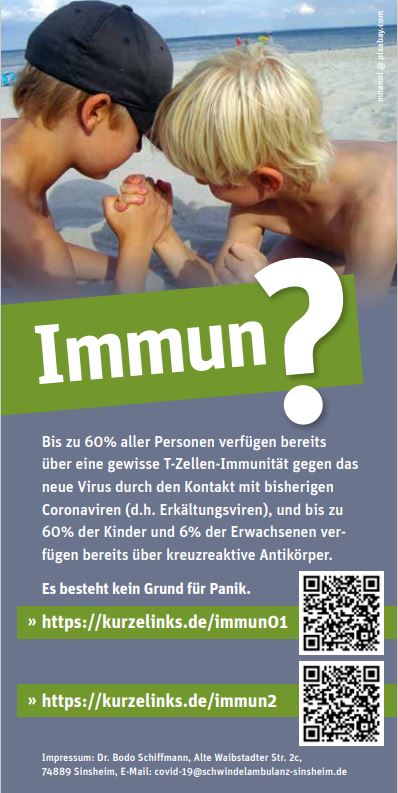 mnanni @ pixabay.com
Immun?
Bis zu 60% aller Personen verfügen bereits
über eine gewisse T-Zellen-Immunität gegen das
neue Virus durch den Kontakt mit bisherigen
Coronaviren (d.h. Erkältungsviren), und bis zu
60% der Kinder und 6% der Erwachsenen ver-
fügen bereits über kreuzreaktive Antikörper.
Es besteht kein Grund für Panik.
» https://kurzelinks.de/immun01
» https://kurzelinks.de/immun2
Impressum: Dr. Bodo Schiffmann, Alte Waibstadter Str. 2c,
74889 Sinsheim, E-Mail: covid-19@schwindelambulanz-sinsheim.de